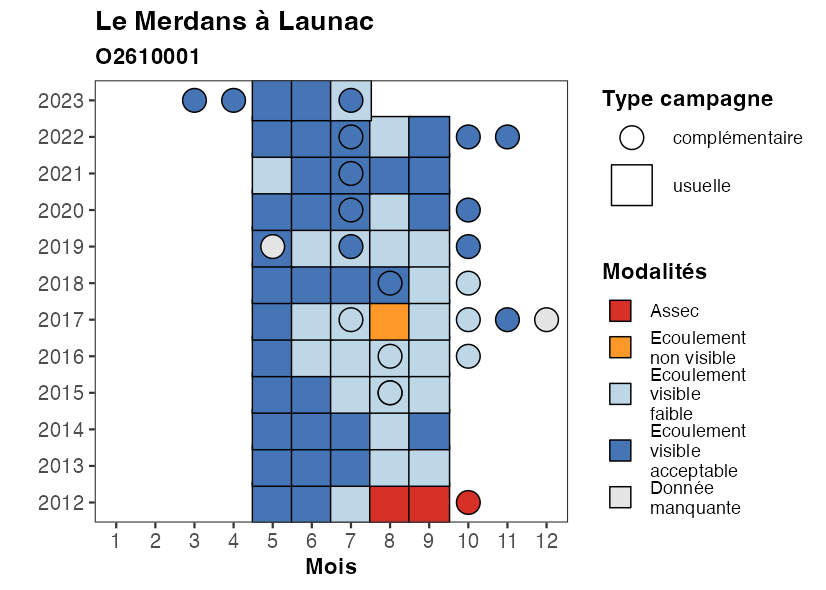 Le Merdans à Launac
O2610001
2023
2022
2021
2020
2019
2018
2017
2016
2015
2014
2013
2012
1 2 3 4 5 6 7 8 9 10 11 12
Mois
Type campagne
complémentaire
usuelle
Modalités
Assec
Ecoulement
non visible
Ecoulement
visible
faible
Ecoulement
visible
acceptable
Donnée
manquante